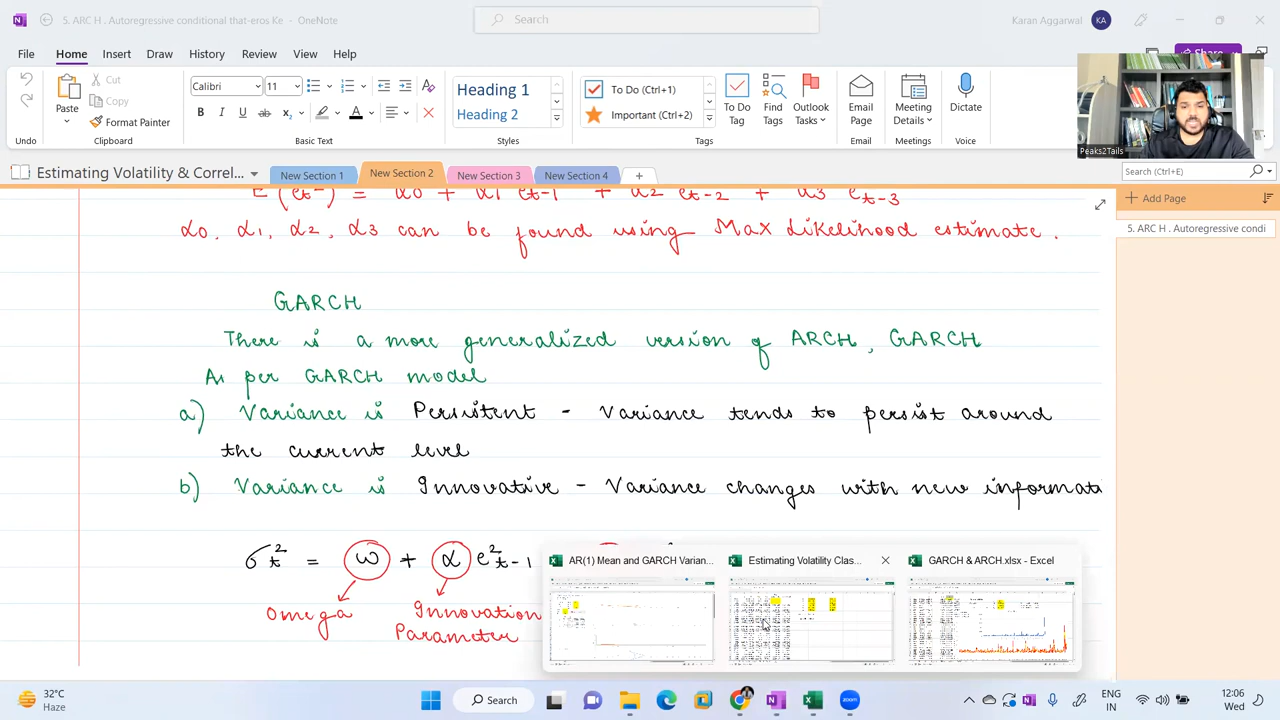 5. ARC H . Autoregressive conditional that-eros Ke - OneNote
Search
Karan Aggarwal KA
File Home Insert Draw History Review View Help
Share
Paste
Cut
Copy
Format Painter
Calibri 11
Heading 1
Heading 2
To Do (Ctrl+1)
Important (Ctrl+2)
To Do Tag
Find Tags
Outlook Tasks
Email Page
Meeting Details
Dictate
Undo Clipboard Basic Text Styles Tags Email Meetings Voice
Peaks2Tails
Estimating Volatility & Correl... New Section 1 New Section 2 New Section 3 New Section 4
Search (Ctrl+E)
Add Page
5. ARC H . Autoregressive condi
α0, α1, α2, α3 can be found using Max likelihood estimate.
GARCH
There is a more generalized version of ARCH, GARCH
As per GARCH model
a) Variance is Persistent - Variance tends to persist around
the current level
b) Variance is Innovative - Variance changes with new informati
σ²t = ω + α e²t-1
Omega Innovation
Parameter
AR(1) Mean and GARCH Varian... Estimating Volatility Clas... GARCH & ARCH.xlsx - Excel
32°C
Haze
Search
ENG
IN
12:06
Wed